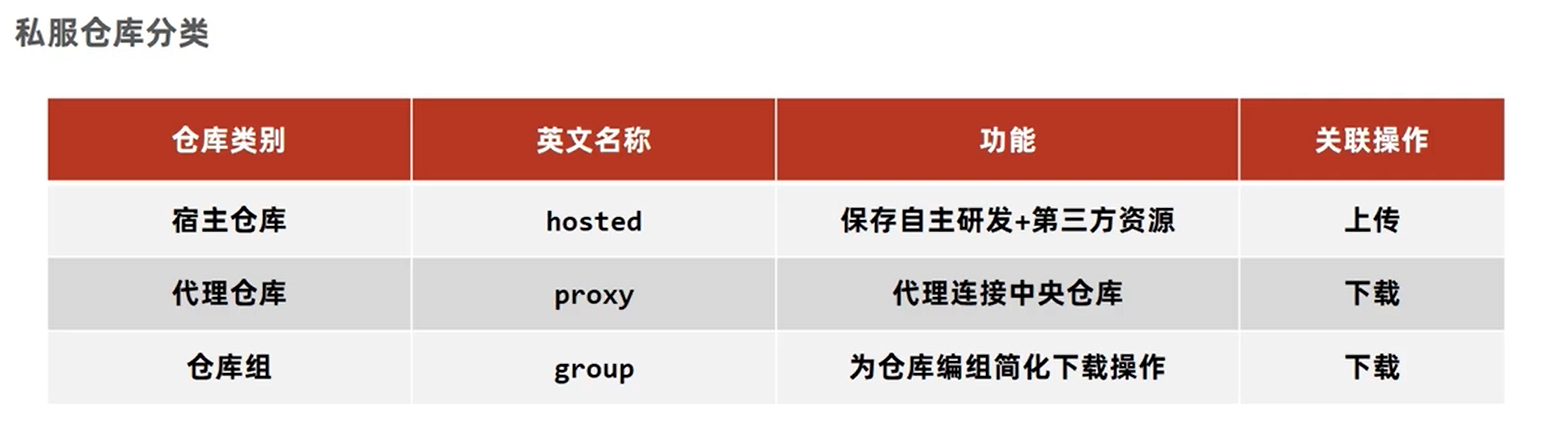 私服仓库分类
仓库类别 英文名称 功能 关联操作
宿主仓库 hosted 保存自主研发+第三方资源 上传
代理仓库 proxy 代理连接中央仓库 下载
仓库组 group 为仓库编组简化下载操作 下载